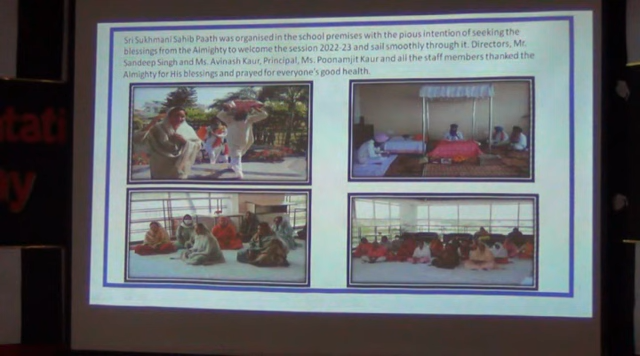 Sri Sukhmani Sahib Paath was organised in the school premises with the pious intention of seeking the
blessings from the Almighty to welcome the session 2022-23 and sail smoothly through it. Directors, Mr.
Sandeep Singh and Ms. Avinash Kaur, Principal, Ms. Poonamjit Kaur and all the staff members thanked the
Almighty for His blessings and prayed for everyone's good health.
tati
ay